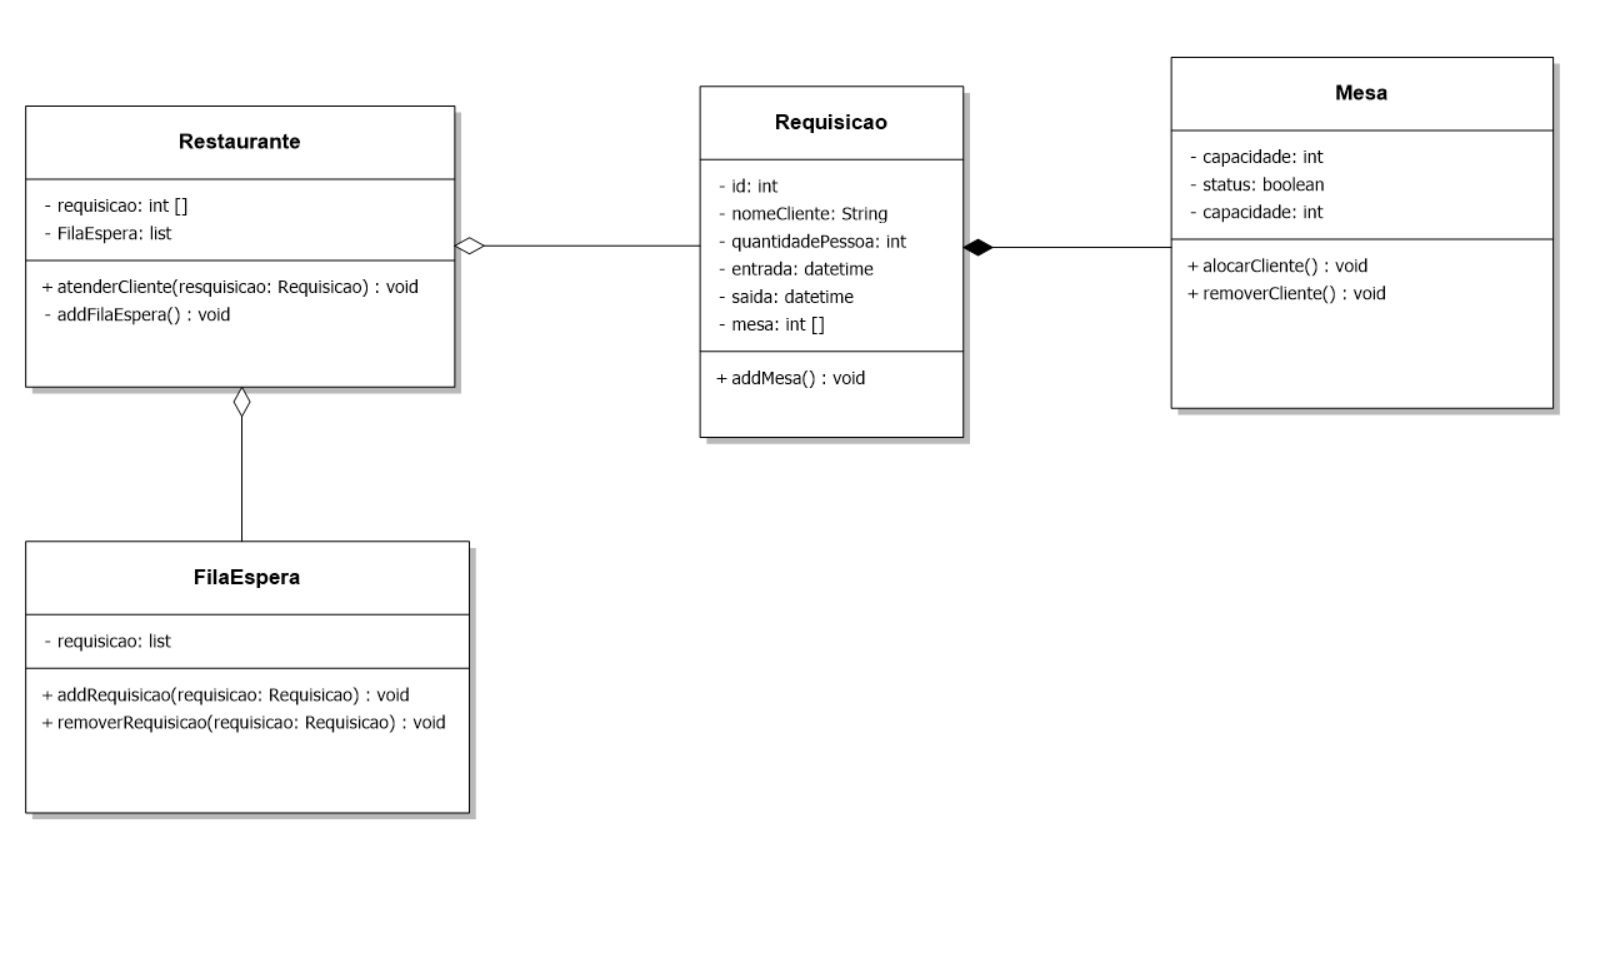 Restaurante
- requisicao: int []
- FilaEspera: list
+ atenderCliente(resquisicao: Requisicao) : void
- addFilaEspera() : void
Requisicao
- id: int
- nomeCliente: String
- quantidadePessoa: int
- entrada: datetime
- saida: datetime
- mesa: int []
+ addMesa() : void
Mesa
- capacidade: int
- status: boolean
- capacidade: int
+ alocarCliente() : void
+ removerCliente() : void
FilaEspera
- requisicao: list
+ addRequisicao(requisicao: Requisicao) : void
+ removerRequisicao(requisicao: Requisicao) : void